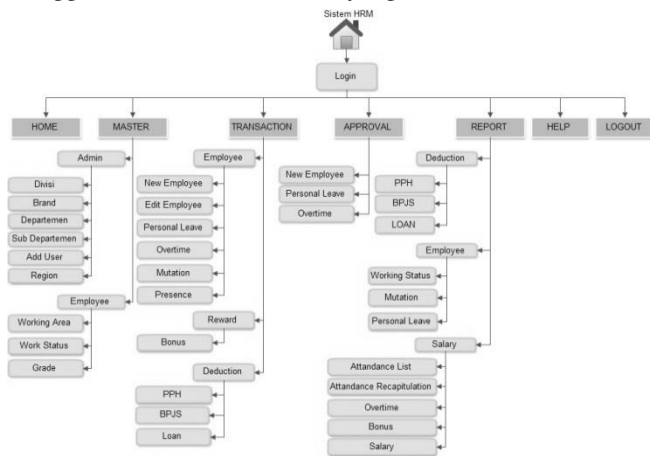 Sistem HRM
Login
HOME
MASTER
TRANSACTION
APPROVAL
REPORT
HELP
LOGOUT
Admin
Divisi
Brand
Departemen
Sub Departemen
Add User
Region
Employee
Working Area
Work Status
Grade
Employee
New Employee
Edit Employee
Personal Leave
Overtime
Mutation
Presence
Reward
Bonus
Deduction
PPH
BPJS
Loan
New Employee
Personal Leave
Overtime
Deduction
PPH
BPJS
LOAN
Employee
Working Status
Mutation
Personal Leave
Salary
Attandance List
Attandance Recapitulation
Overtime
Bonus
Salary